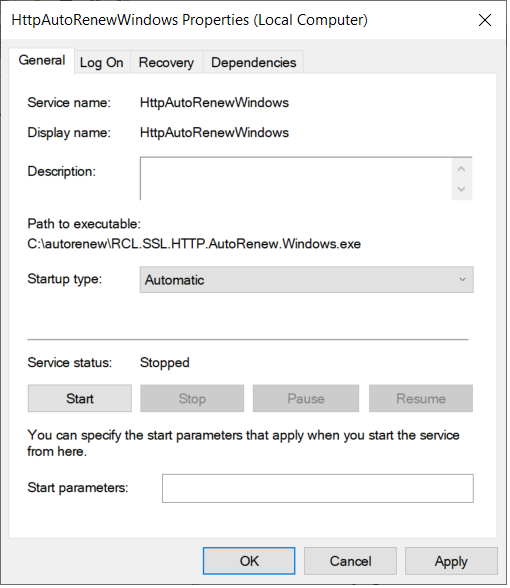 HttpAutoRenewWindows Properties (Local Computer)
General Log On Recovery Dependencies
Service name: HttpAutoRenewWindows
Display name: HttpAutoRenewWindows
Description:
Path to executable:
C:\autorenew\RCL.SSL.HTTP.AutoRenew.Windows.exe
Startup type: Automatic
Service status: Stopped
Start Stop Pause Resume
You can specify the start parameters that apply when you start the service
from here.
Start parameters:
OK Cancel Apply